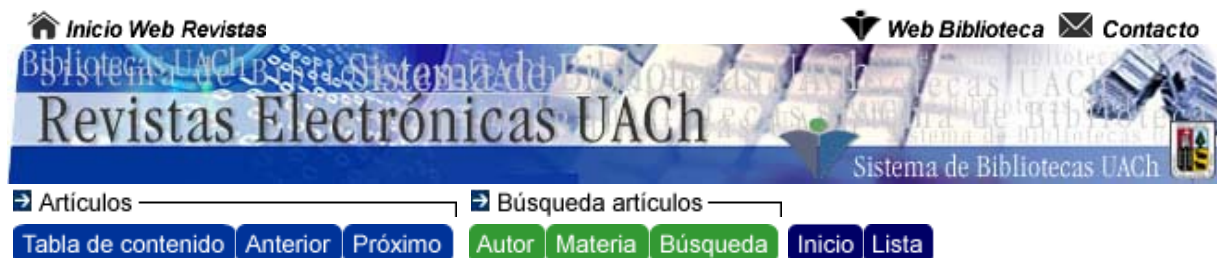 Inicio Web Revistas Web Biblioteca Contacto
Revistas Electrónicas UACh
Sistema de Bibliotecas UACh
Artículos Búsqueda artículos
Tabla de contenido Anterior Próximo Autor Materia Búsqueda Inicio Lista